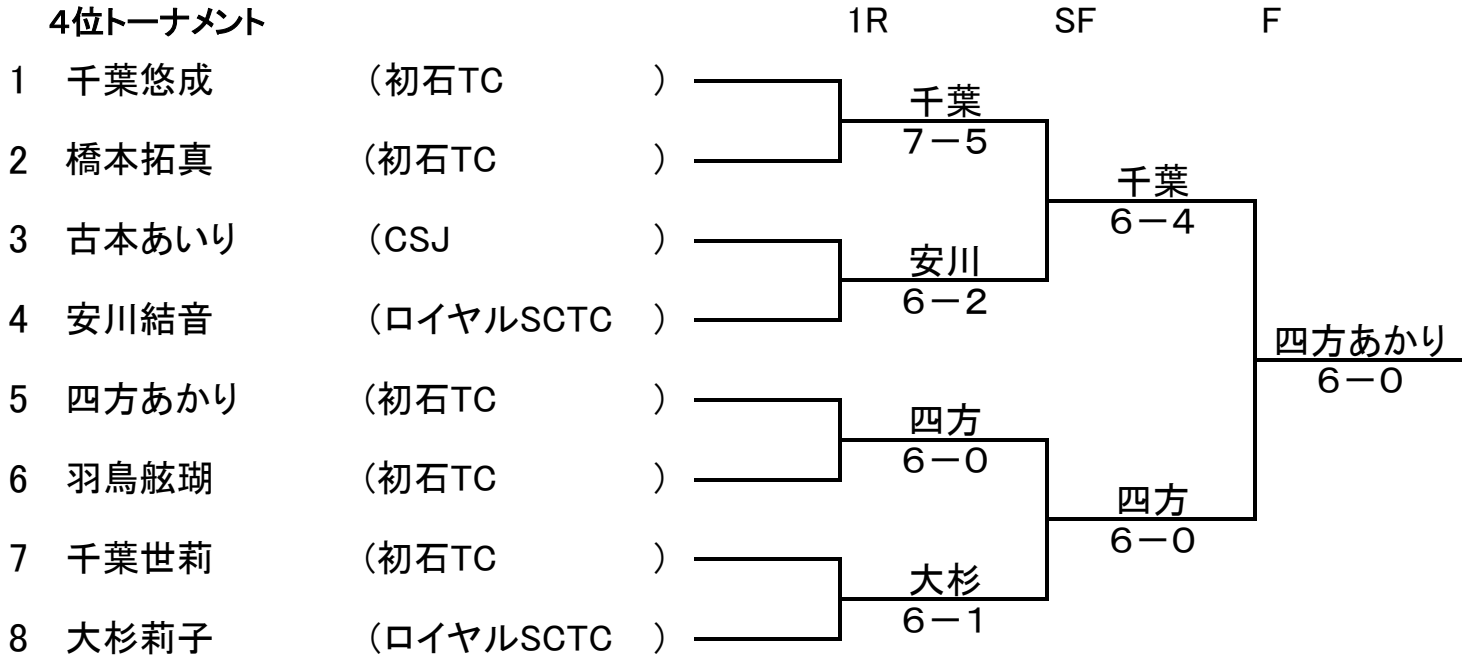 ４位トーナメント 1R SF F
1 千葉悠成 （初石TC ）
千葉
７－５
2 橋本拓真 （初石TC ）
千葉
６－４
3 古本あいり （CSJ ）
安川
６－２
4 安川結音 （ロイヤルSCTC ）
四方あかり
６－０
5 四方あかり （初石TC ）
四方
６－０
6 羽鳥舷瑚 （初石TC ）
四方
６－０
7 千葉世莉 （初石TC ）
大杉
６－１
8 大杉莉子 （ロイヤルSCTC ）